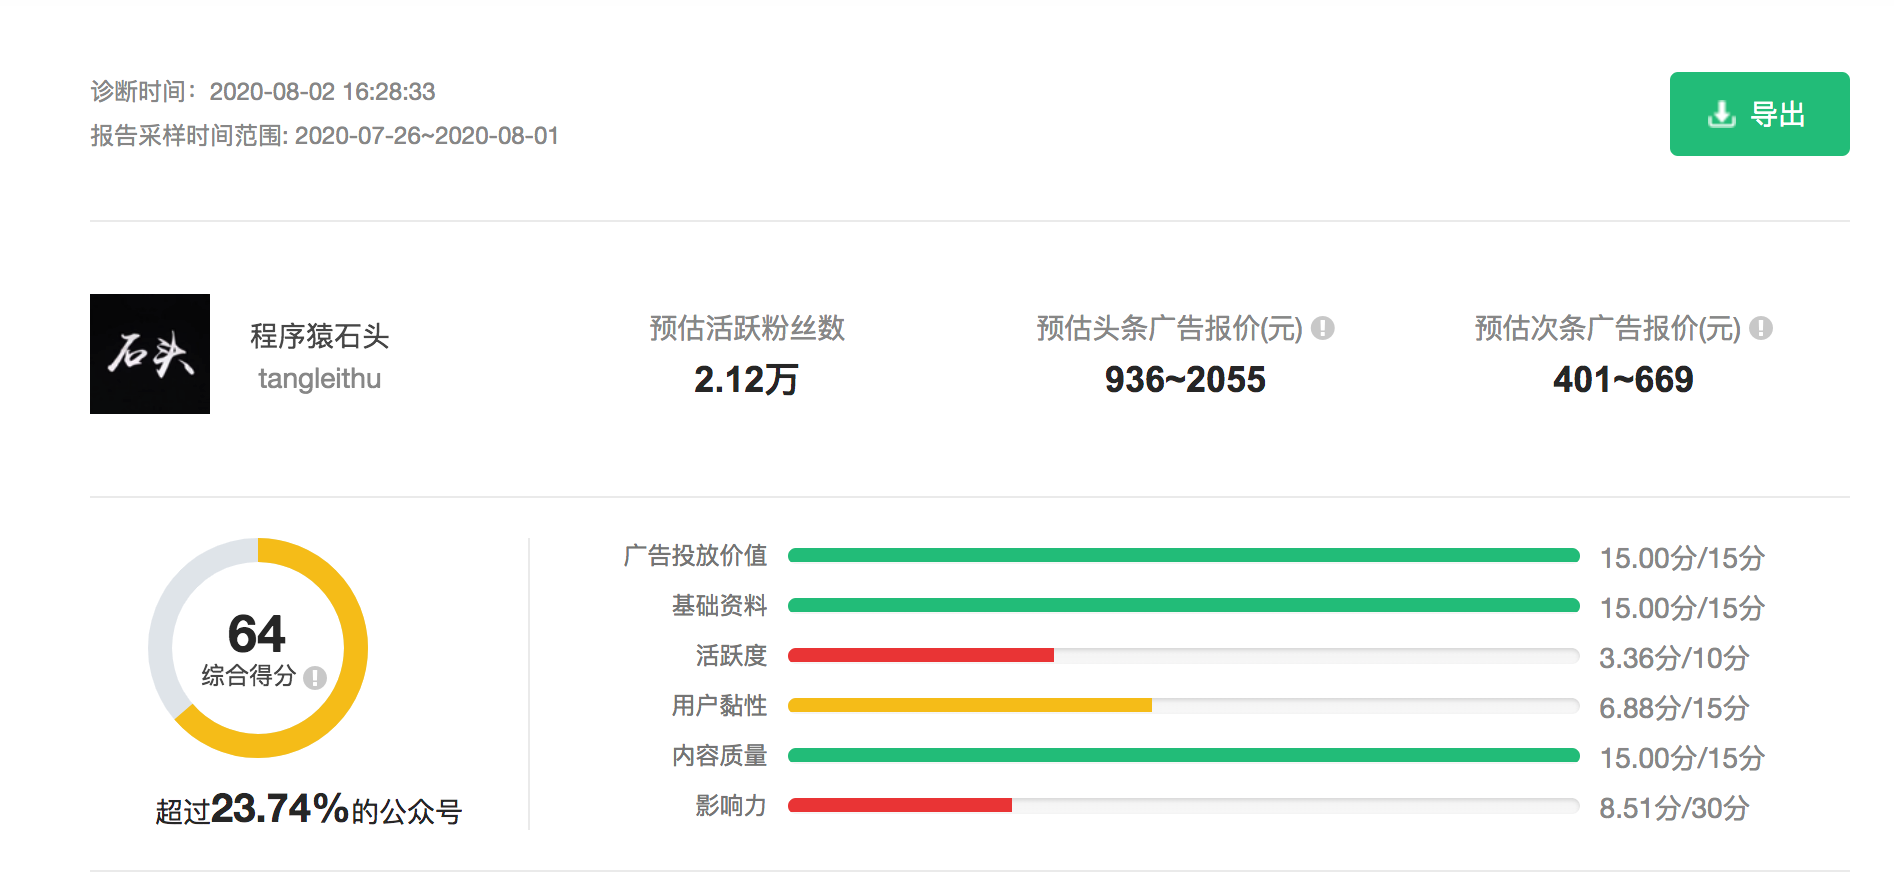 诊断时间：2020-08-02 16:28:33
报告采样时间范围: 2020-07-26~2020-08-01
导出
石头
程序猿石头
tangleithu
预估活跃粉丝数
2.12万
预估头条广告报价(元)
936~2055
预估次条广告报价(元)
401~669
64
综合得分
超过23.74%的公众号
广告投放价值 15.00分/15分
基础资料 15.00分/15分
活跃度 3.36分/10分
用户黏性 6.88分/15分
内容质量 15.00分/15分
影响力 8.51分/30分